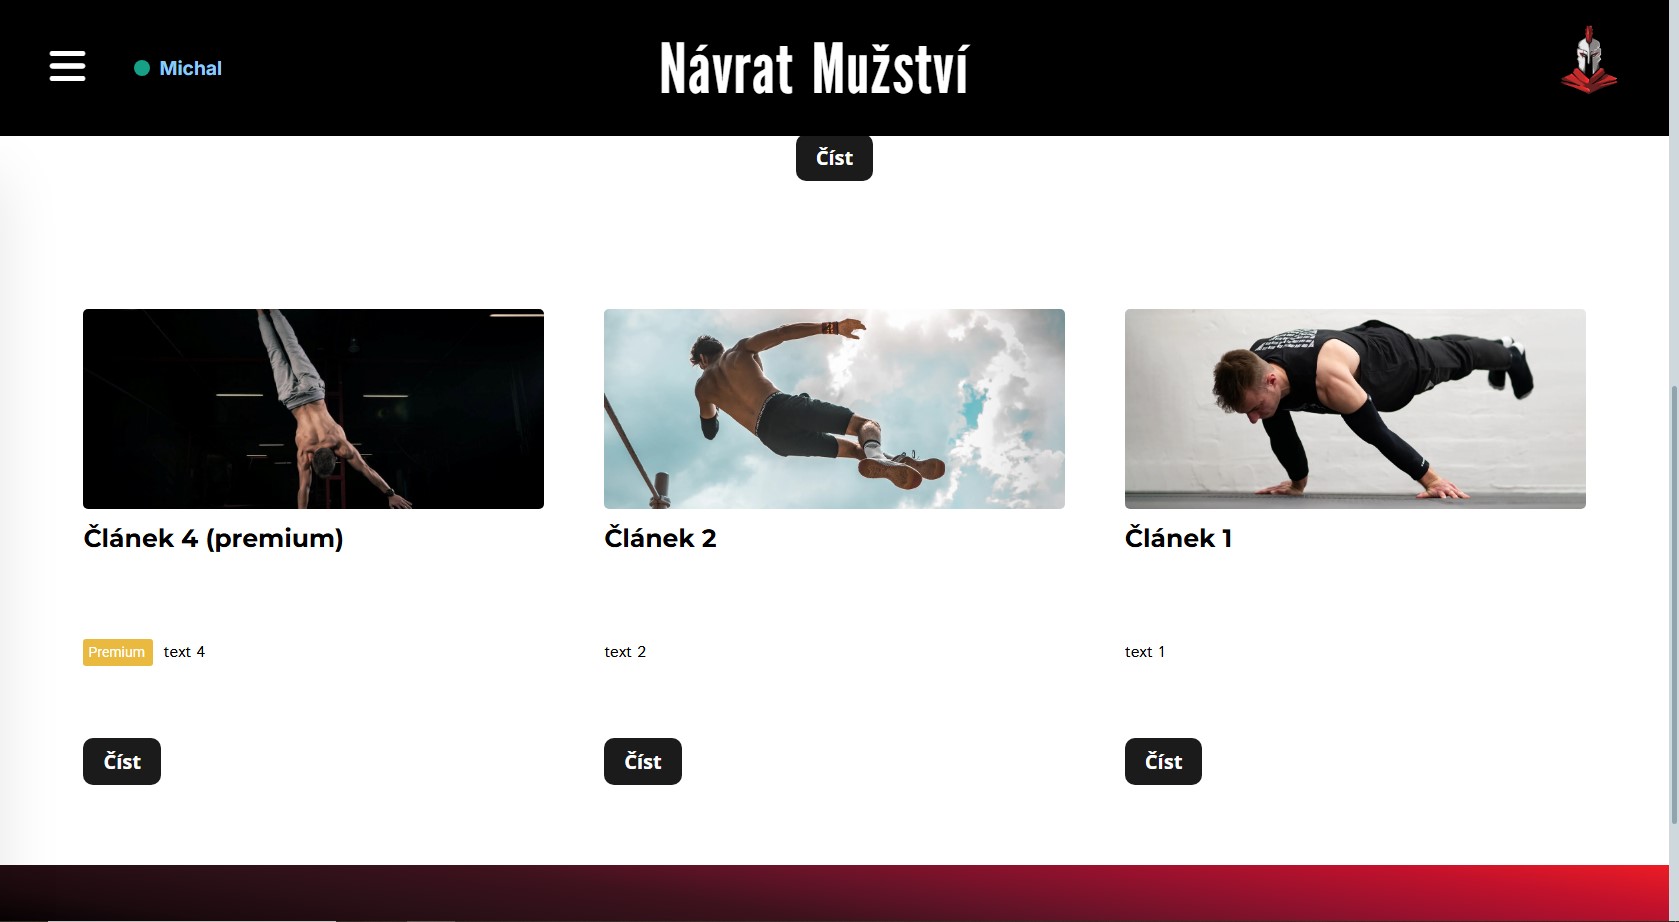 Michal
Návrat Mužství
Číst
Článek 4 (premium)
Premium text 4
Číst
Článek 2
text 2
Číst
Článek 1
text 1
Číst